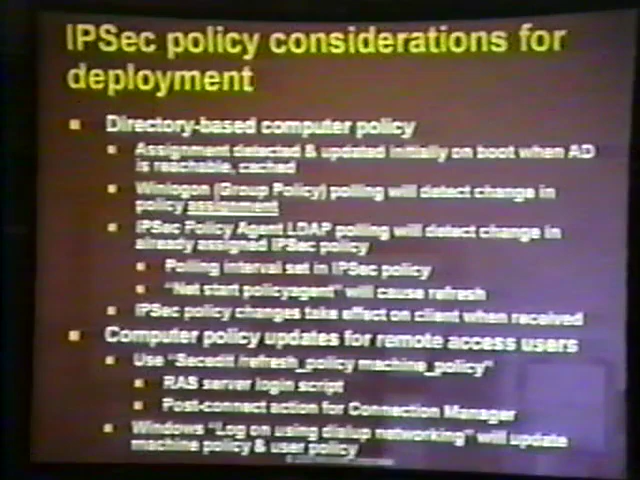 IPSec policy considerations for
deployment
Directory-based computer policy
Assignment detected & updated initially on boot when AD
is reachable, cached
Winlogon (Group Policy) polling will detect change in
policy assignment
IPSec Policy Agent LDAP polling will detect change in
already assigned IPSec policy
Polling interval set in IPSec policy
"Net start policyagent" will cause refresh
IPSec policy changes take effect on client when received
Computer policy updates for remote access users
Use "Secedit /refresh_policy machine_policy"
RAS server login script
Post-connect action for Connection Manager
Windows "Log on using dialup networking" will update
machine policy & user policy